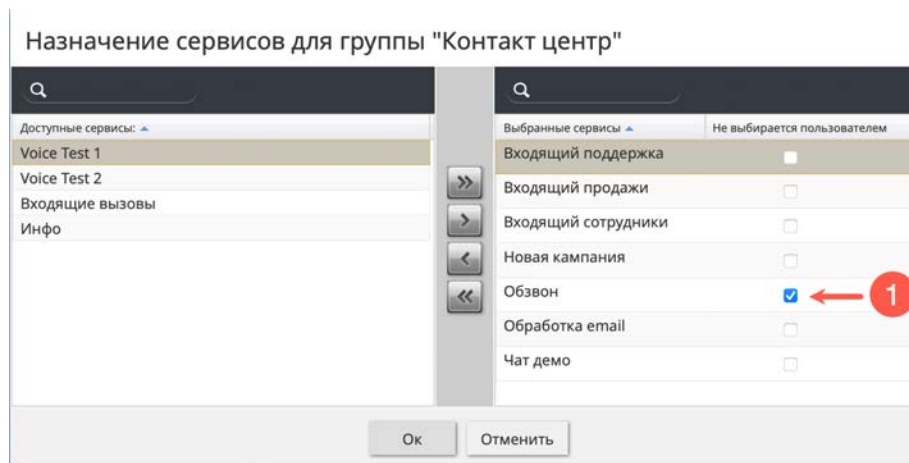 Назначение сервисов для группы "Контакт центр"
Доступные сервисы:
Voice Test 1
Voice Test 2
Входящие вызовы
Инфо
Выбранные сервисы Не выбирается пользователем
Входящий поддержка
Входящий продажи
Входящий сотрудники
Новая кампания
Обзвон
1
Обработка email
Чат демо
Ок
Отменить